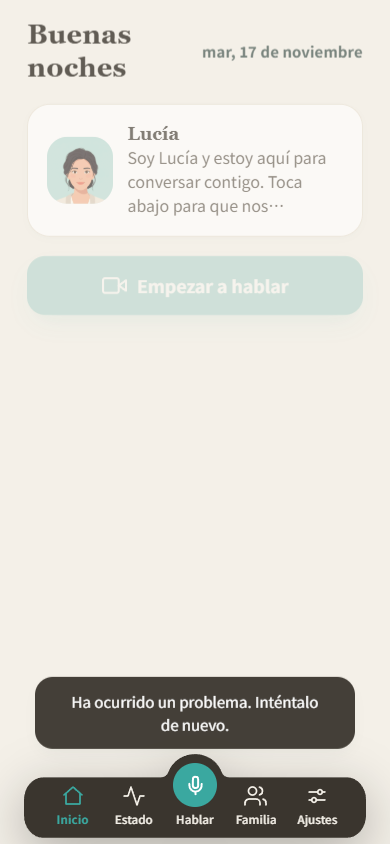 Buenas
noches
mar, 17 de noviembre
Lucía
Soy Lucía y estoy aquí para
conversar contigo. Toca
abajo para que nos…
Empezar a hablar
Ha ocurrido un problema. Inténtalo
de nuevo.
Inicio
Estado
Hablar
Familia
Ajustes